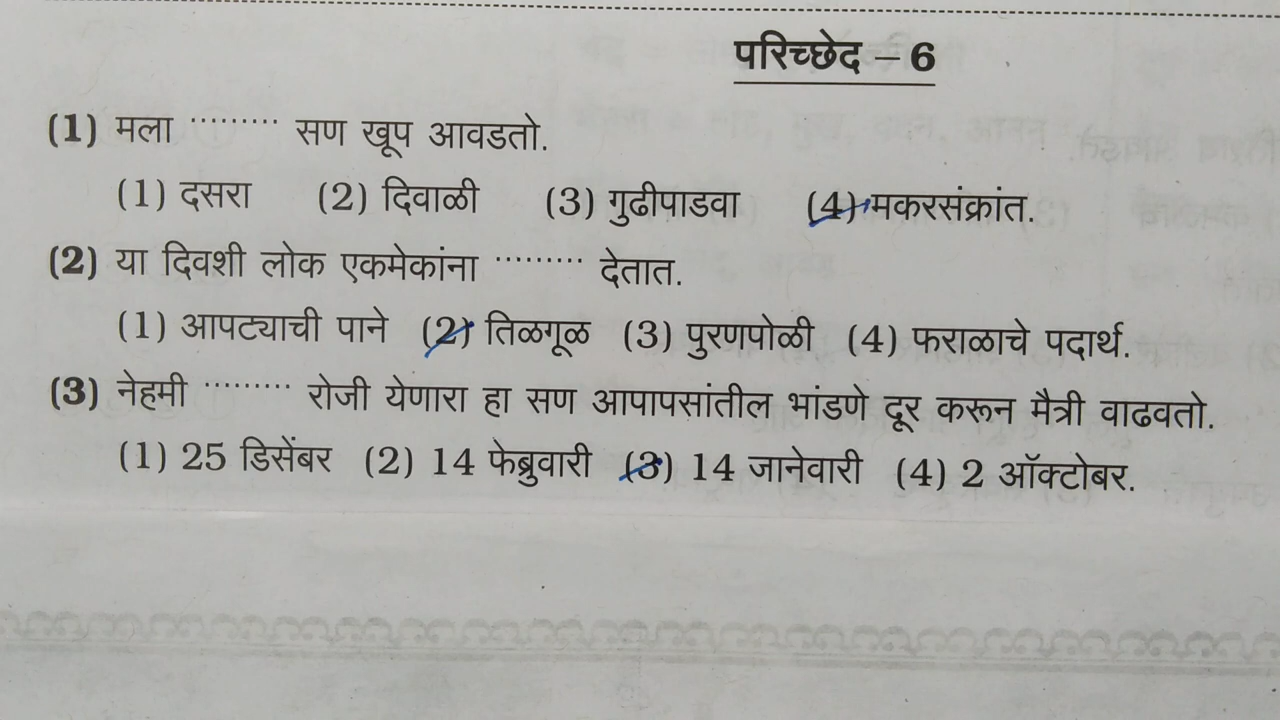 परिच्छेद – 6
(1) मला ········· सण खूप आवडतो.
(1) दसरा (2) दिवाळी (3) गुढीपाडवा (4) मकरसंक्रांत.
(2) या दिवशी लोक एकमेकांना ········· देतात.
(1) आपट्याची पाने (2) तिळगूळ (3) पुरणपोळी (4) फराळाचे पदार्थ.
(3) नेहमी ········· रोजी येणारा हा सण आपापसांतील भांडणे दूर करून मैत्री वाढवतो.
(1) 25 डिसेंबर (2) 14 फेब्रुवारी (3) 14 जानेवारी (4) 2 ऑक्टोबर.